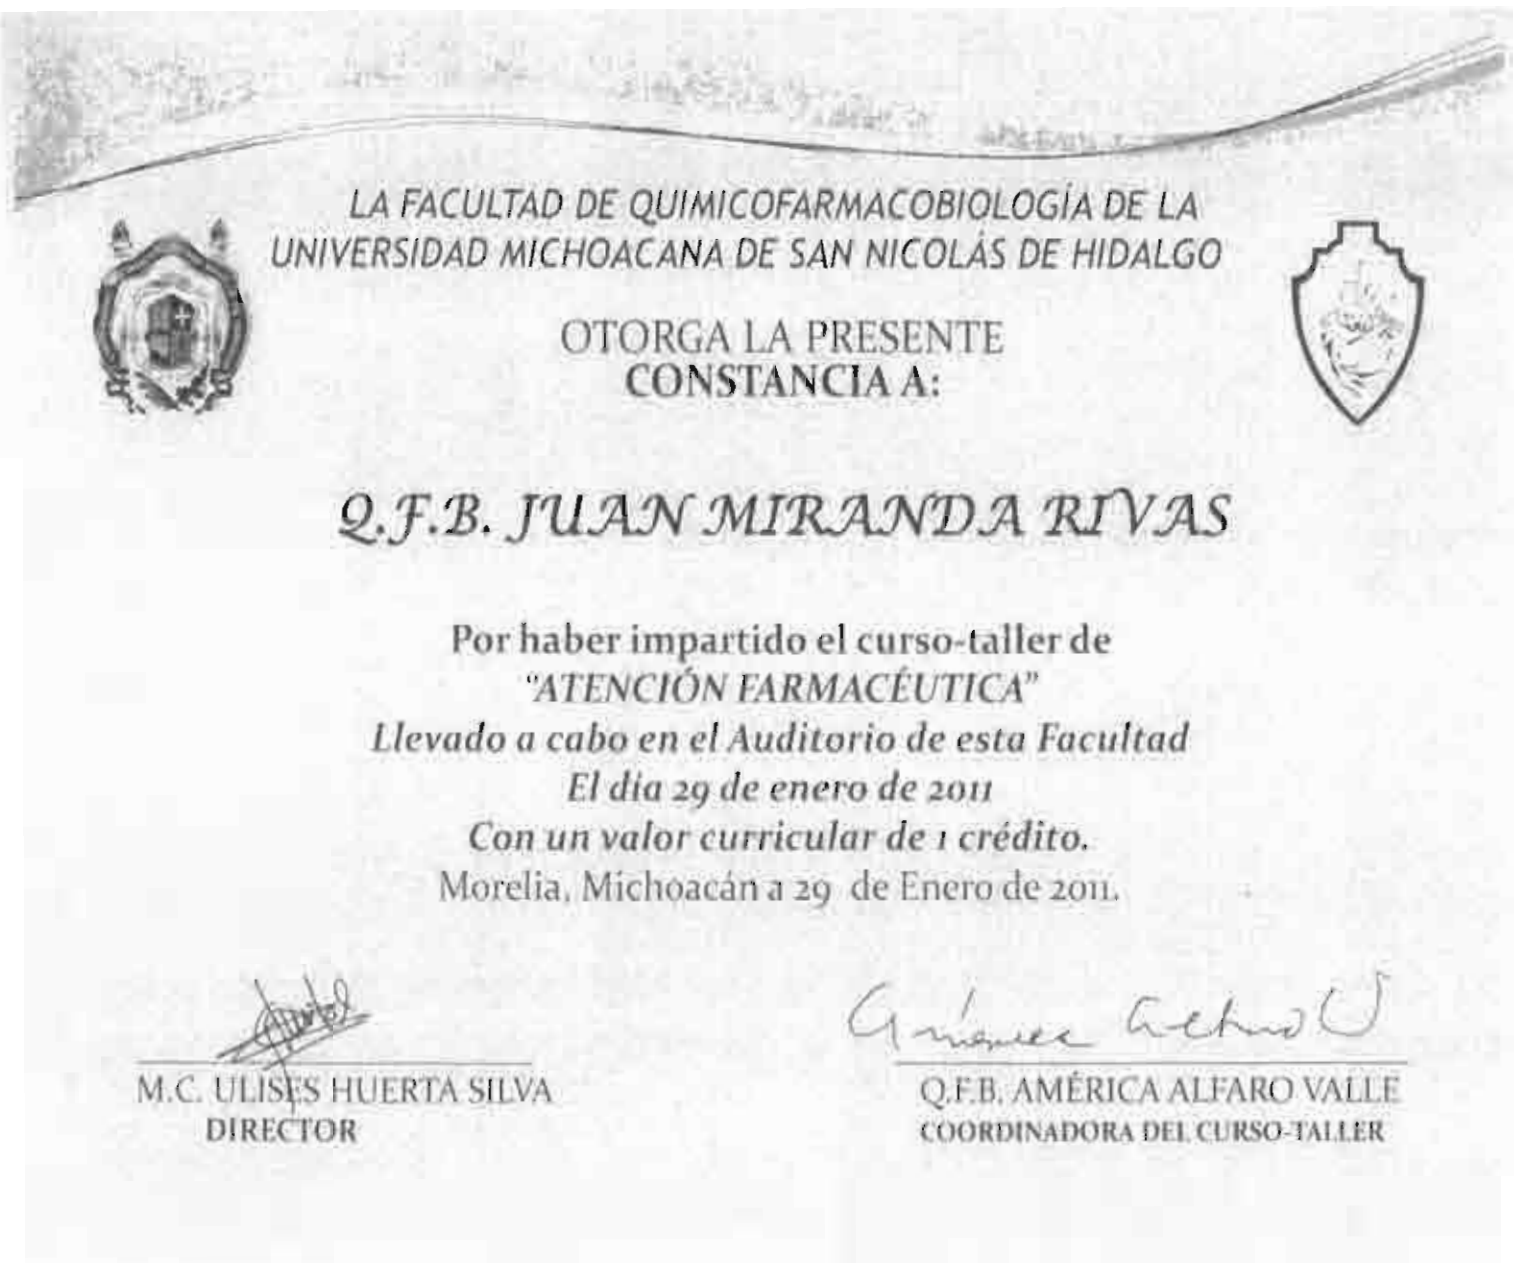 LA FACULTAD DE QUIMICOFARMACOBIOLOGÍA DE LA
UNIVERSIDAD MICHOACANA DE SAN NICOLÁS DE HIDALGO
OTORGA LA PRESENTE
CONSTANCIA A:
Q.F.B. JUAN MIRANDA RIVAS
Por haber impartido el curso-taller de
"ATENCIÓN FARMACÉUTICA"
Llevado a cabo en el Auditorio de esta Facultad
El día 29 de enero de 2011
Con un valor curricular de 1 crédito.
Morelia, Michoacán a 29 de Enero de 2011.
M.C. ULISES HUERTA SILVA
DIRECTOR
Q.F.B. AMÉRICA ALFARO VALLE
COORDINADORA DEL CURSO-TALLER